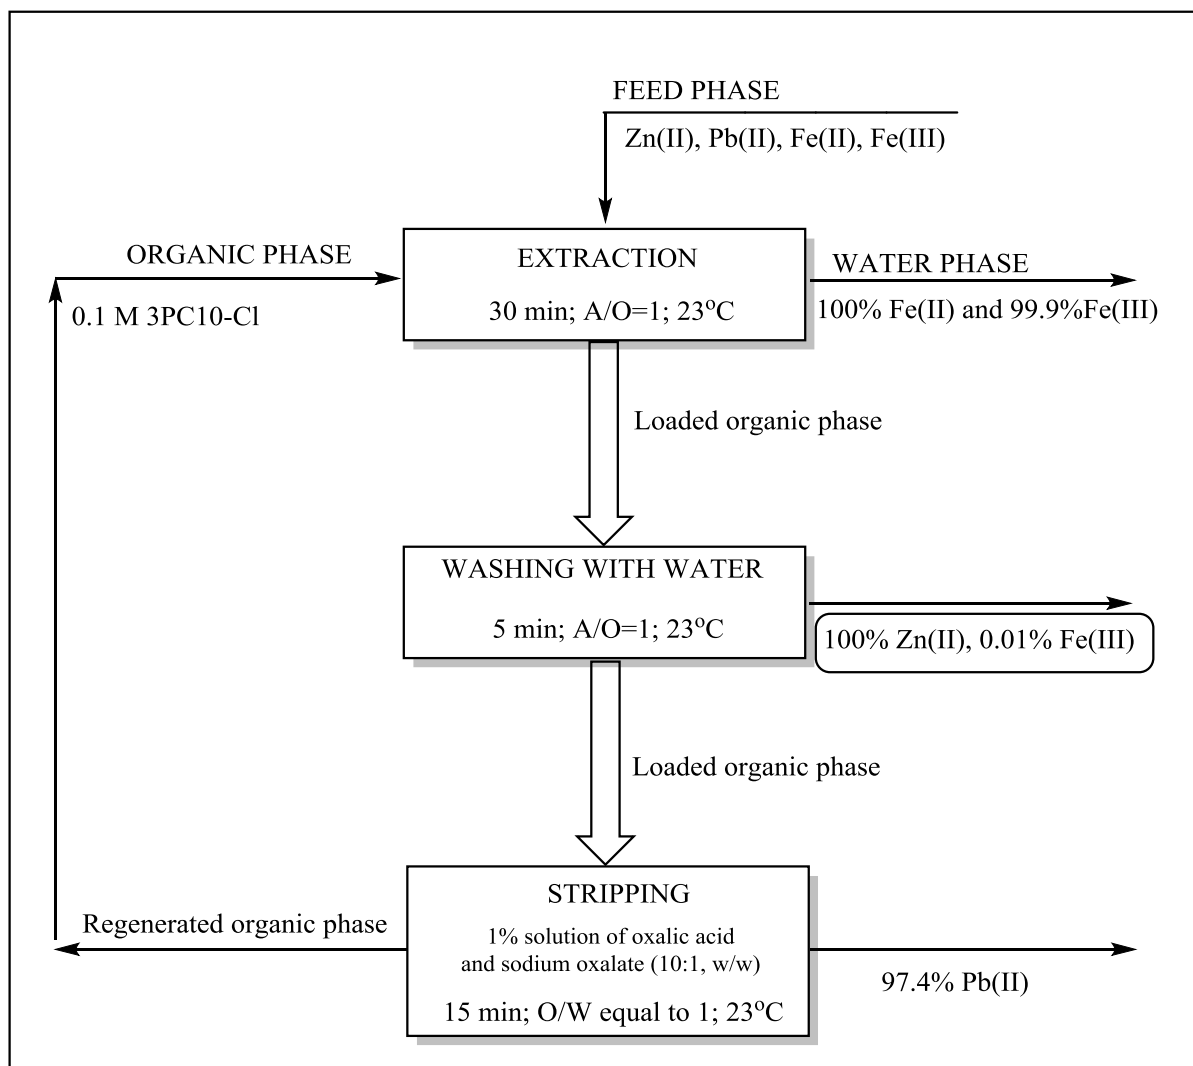 FEED PHASE
Zn(II), Pb(II), Fe(II), Fe(III)
ORGANIC PHASE
0.1 M 3PC10-Cl
EXTRACTION
30 min; A/O=1; 23°C
WATER PHASE
100% Fe(II) and 99.9%Fe(III)
Loaded organic phase
WASHING WITH WATER
5 min; A/O=1; 23°C
100% Zn(II), 0.01% Fe(III)
Loaded organic phase
STRIPPING
1% solution of oxalic acid
and sodium oxalate (10:1, w/w)
15 min; O/W equal to 1; 23°C
Regenerated organic phase
97.4% Pb(II)